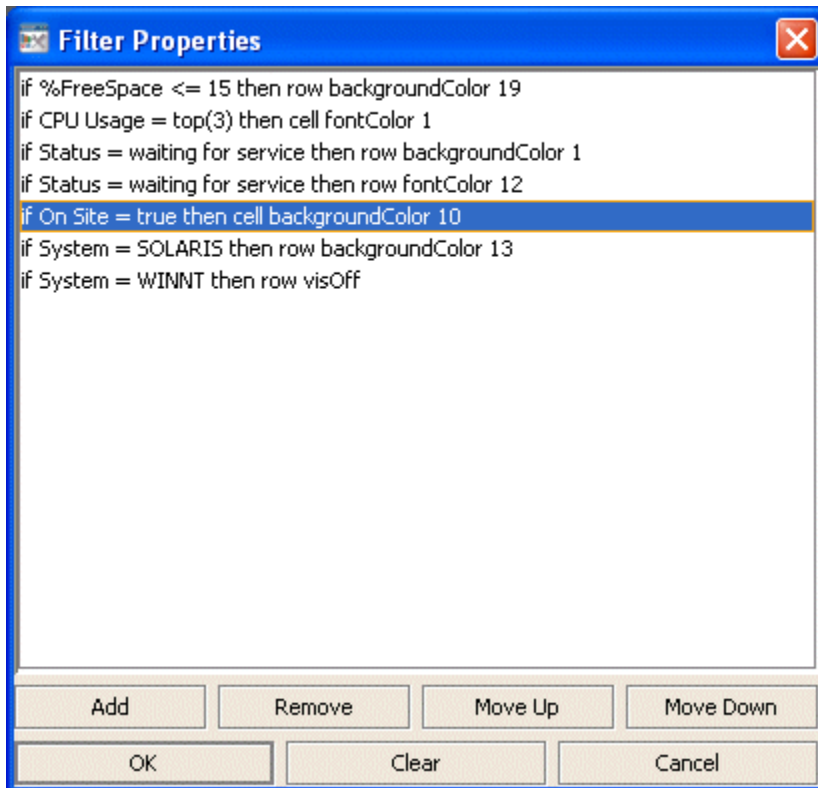 Filter Properties
if %FreeSpace <= 15 then row backgroundColor 19
if CPU Usage = top(3) then cell fontColor 1
if Status = waiting for service then row backgroundColor 1
if Status = waiting for service then row fontColor 12
if On Site = true then cell backgroundColor 10
if System = SOLARIS then row backgroundColor 13
if System = WINNT then row visOff
Add Remove Move Up Move Down
OK Clear Cancel